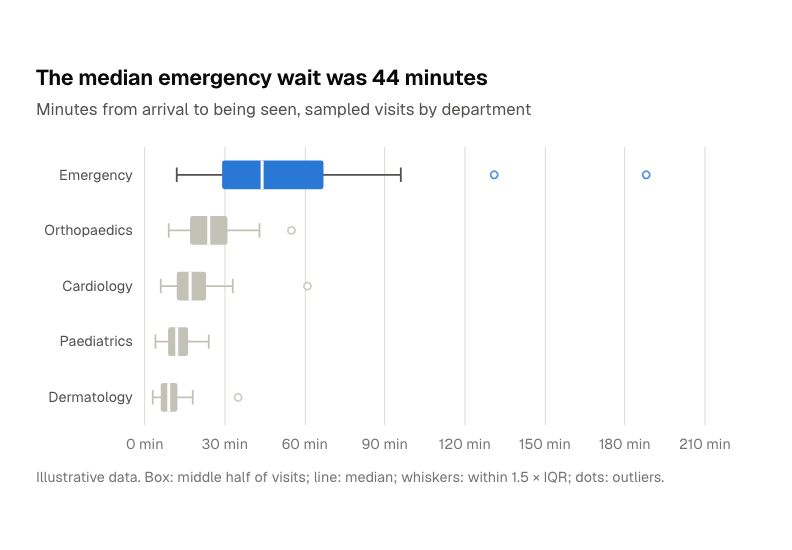 The median emergency wait was 44 minutes
Minutes from arrival to being seen, sampled visits by department
Emergency
Orthopaedics
Cardiology
Paediatrics
Dermatology
0 min 30 min 60 min 90 min 120 min 150 min 180 min 210 min
Illustrative data. Box: middle half of visits; line: median; whiskers: within 1.5 × IQR; dots: outliers.